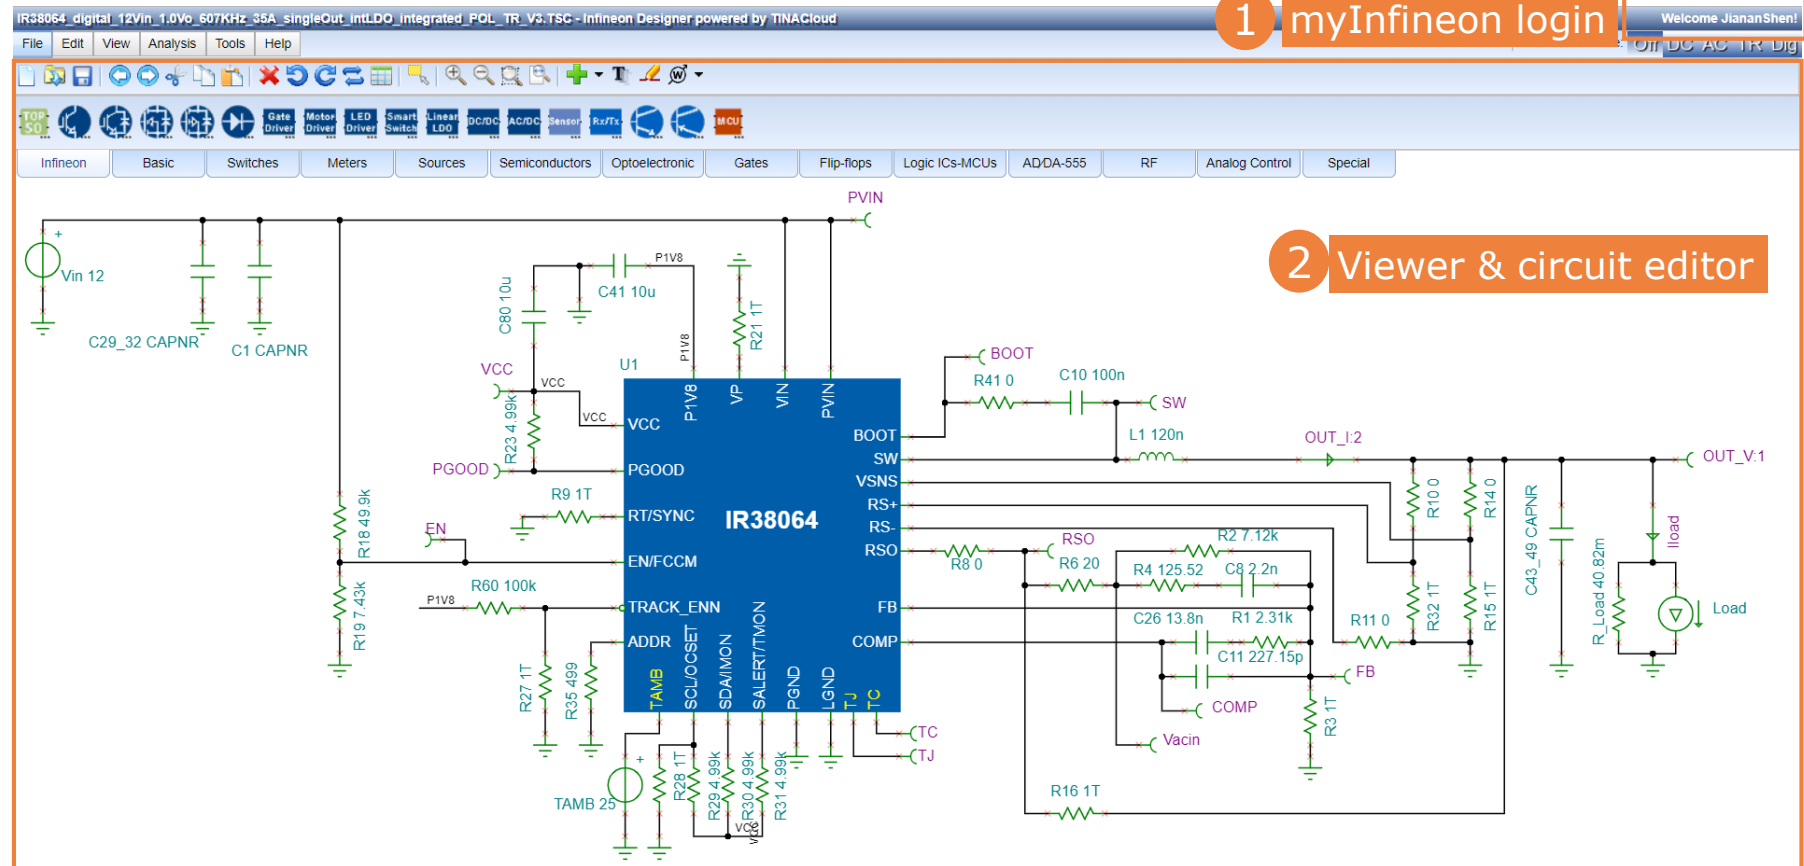 IR38064_digital_12Vin_1.0Vo_607KHz_35A_singleOut_intLDO_integrated_POL_TR_V3.TSC - Infineon Designer powered by TINACloud
1 myInfineon login
Welcome JiananShen!
File Edit View Analysis Tools Help
Off DC AC TR Dig
TOP 50
Gate Driver
Motor Driver
LED Driver
Smart Switch
Linear LDO
DC/DC
AC/DC
Sensor
Rx/Tx
MCU
Infineon Basic Switches Meters Sources Semiconductors Optoelectronic Gates Flip-flops Logic ICs-MCUs AD/DA-555 RF Analog Control Special
2 Viewer & circuit editor
PVIN
+
Vin 12
C29_32 CAPNR
C1 CAPNR
P1V8
C41 10u
C80 10u
R21 1T
P1V8
U1
VCC
VCC
VCC
R23 4.99k
PGOOD
R9 1T
R18 49.9k
EN
R60 100k
P1V8
R19 7.43k
R27 1T
R35 499
P1V8
VP
VIN
PVIN
VCC
PGOOD
RT/SYNC
EN/FCCM
TRACK_ENN
ADDR
IR38064
BOOT
SW
VSNS
RS+
RS-
RSO
FB
COMP
TAMB
SCL/OCSET
SDA/IMON
SALERT/TMON
PGND
LGND
TJ
TC
BOOT
R41 0
C10 100n
SW
L1 120n
OUT_I:2
OUT_V:1
R10 0
R14 0
C43_49 CAPNR
Iload
R_Load 40.82m
Load
R8 0
RSO
R6 20
R2 7.12k
R4 125.52
C8 2.2n
C26 13.8n
R1 2.31k
C11 227.15p
R11 0
R32 1T
R15 1T
FB
COMP
R3 1T
Vacin
TC
TJ
R16 1T
+
TAMB 25
R28 1T
R29 4.99k
R30 4.99k
R31 4.99k
VCC
VCC